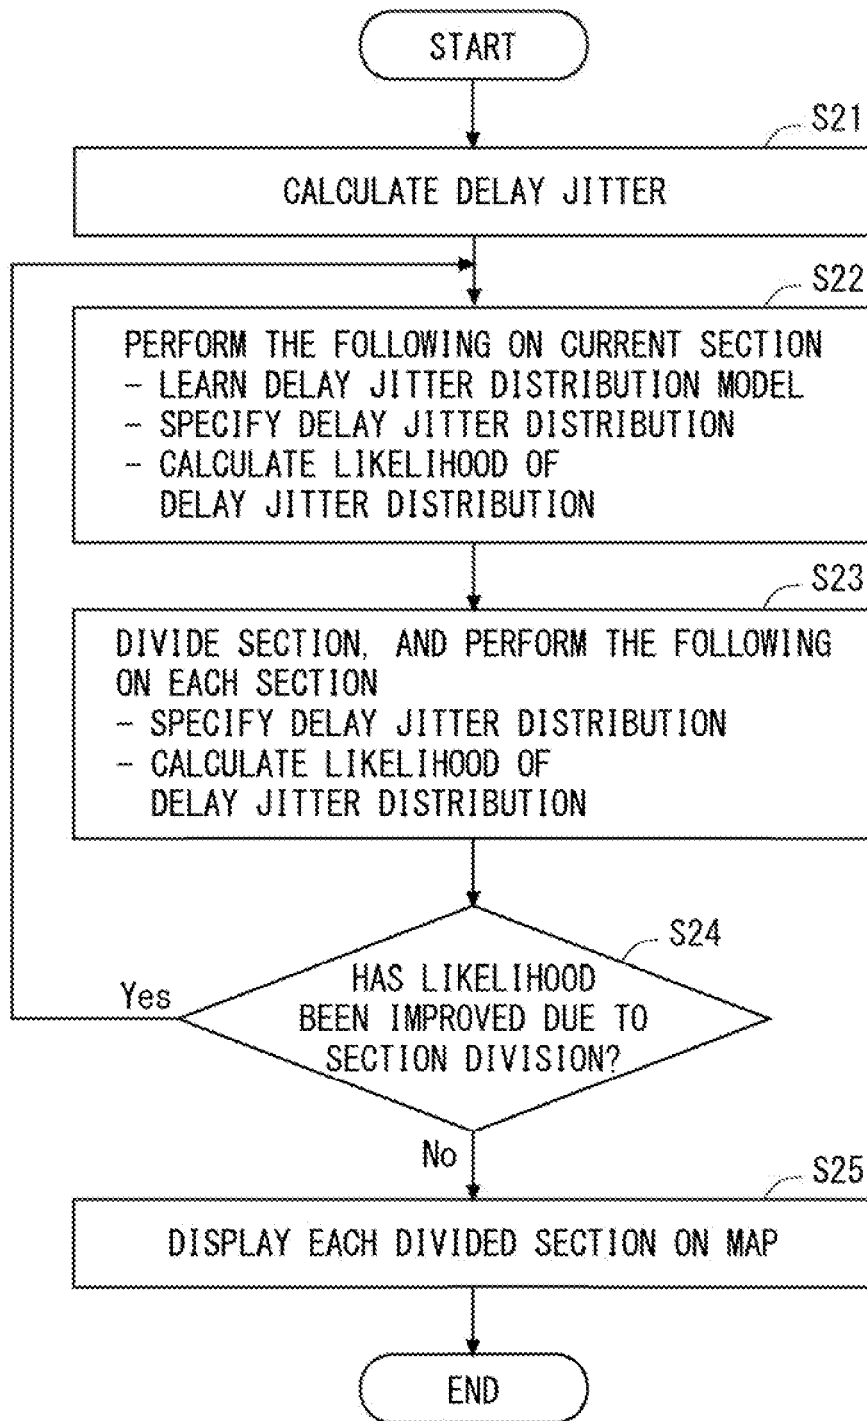 START
S21
CALCULATE DELAY JITTER
S22
PERFORM THE FOLLOWING ON CURRENT SECTION
- LEARN DELAY JITTER DISTRIBUTION MODEL
- SPECIFY DELAY JITTER DISTRIBUTION
- CALCULATE LIKELIHOOD OF
DELAY JITTER DISTRIBUTION
S23
DIVIDE SECTION, AND PERFORM THE FOLLOWING
ON EACH SECTION
- SPECIFY DELAY JITTER DISTRIBUTION
- CALCULATE LIKELIHOOD OF
DELAY JITTER DISTRIBUTION
S24
HAS LIKELIHOOD
BEEN IMPROVED DUE TO
SECTION DIVISION?
Yes
No
S25
DISPLAY EACH DIVIDED SECTION ON MAP
END